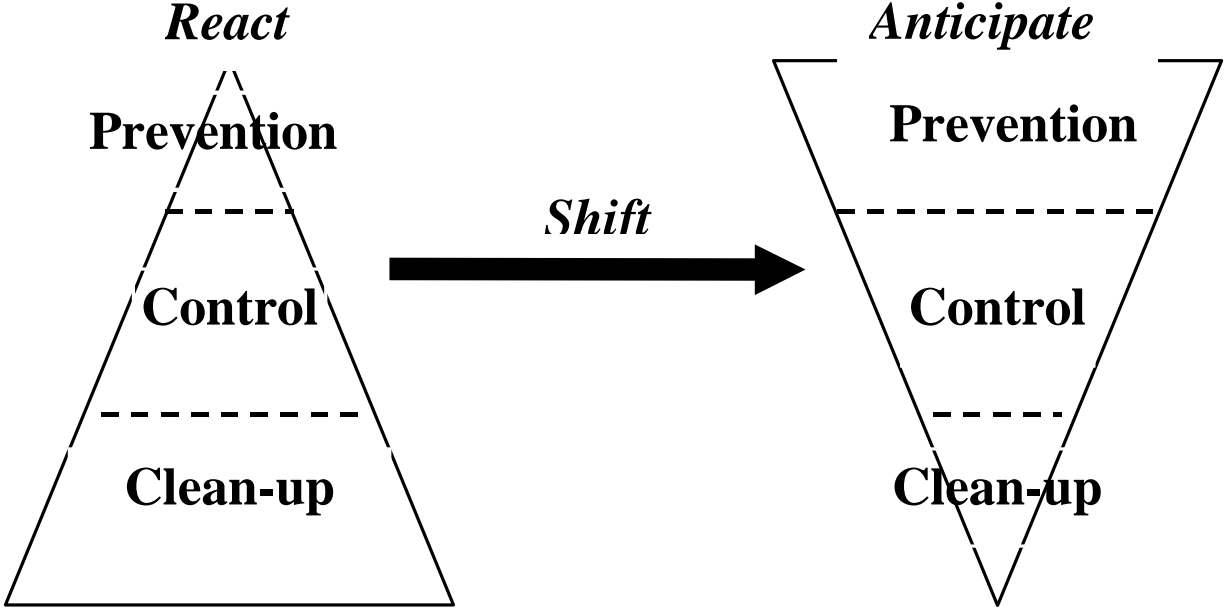 React
Prevention
Control
Clean-up
Shift
Anticipate
Prevention
Control
Clean-up